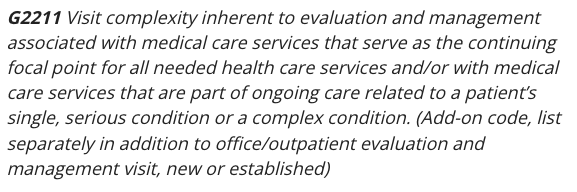 G2211 Visit complexity inherent to evaluation and management
associated with medical care services that serve as the continuing
focal point for all needed health care services and/or with medical
care services that are part of ongoing care related to a patient’s
single, serious condition or a complex condition. (Add-on code, list
separately in addition to office/outpatient evaluation and
management visit, new or established)